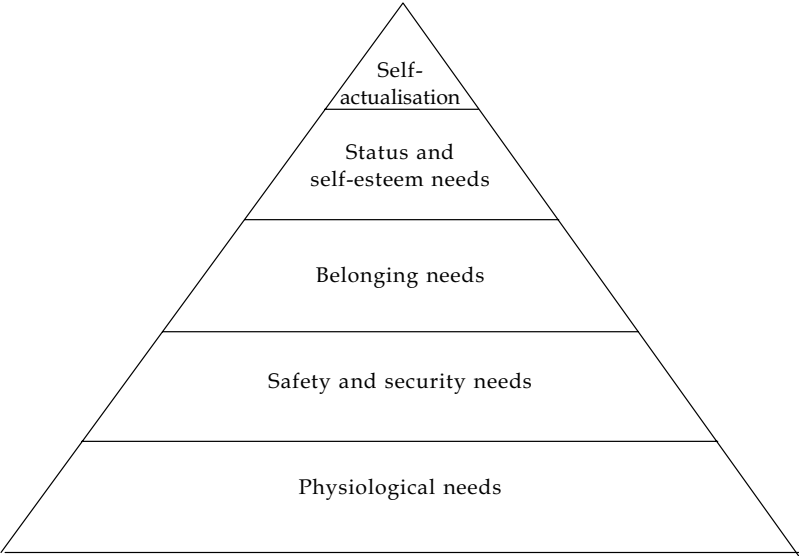 Self-
actualisation
Status and
self-esteem needs
Belonging needs
Safety and security needs
Physiological needs